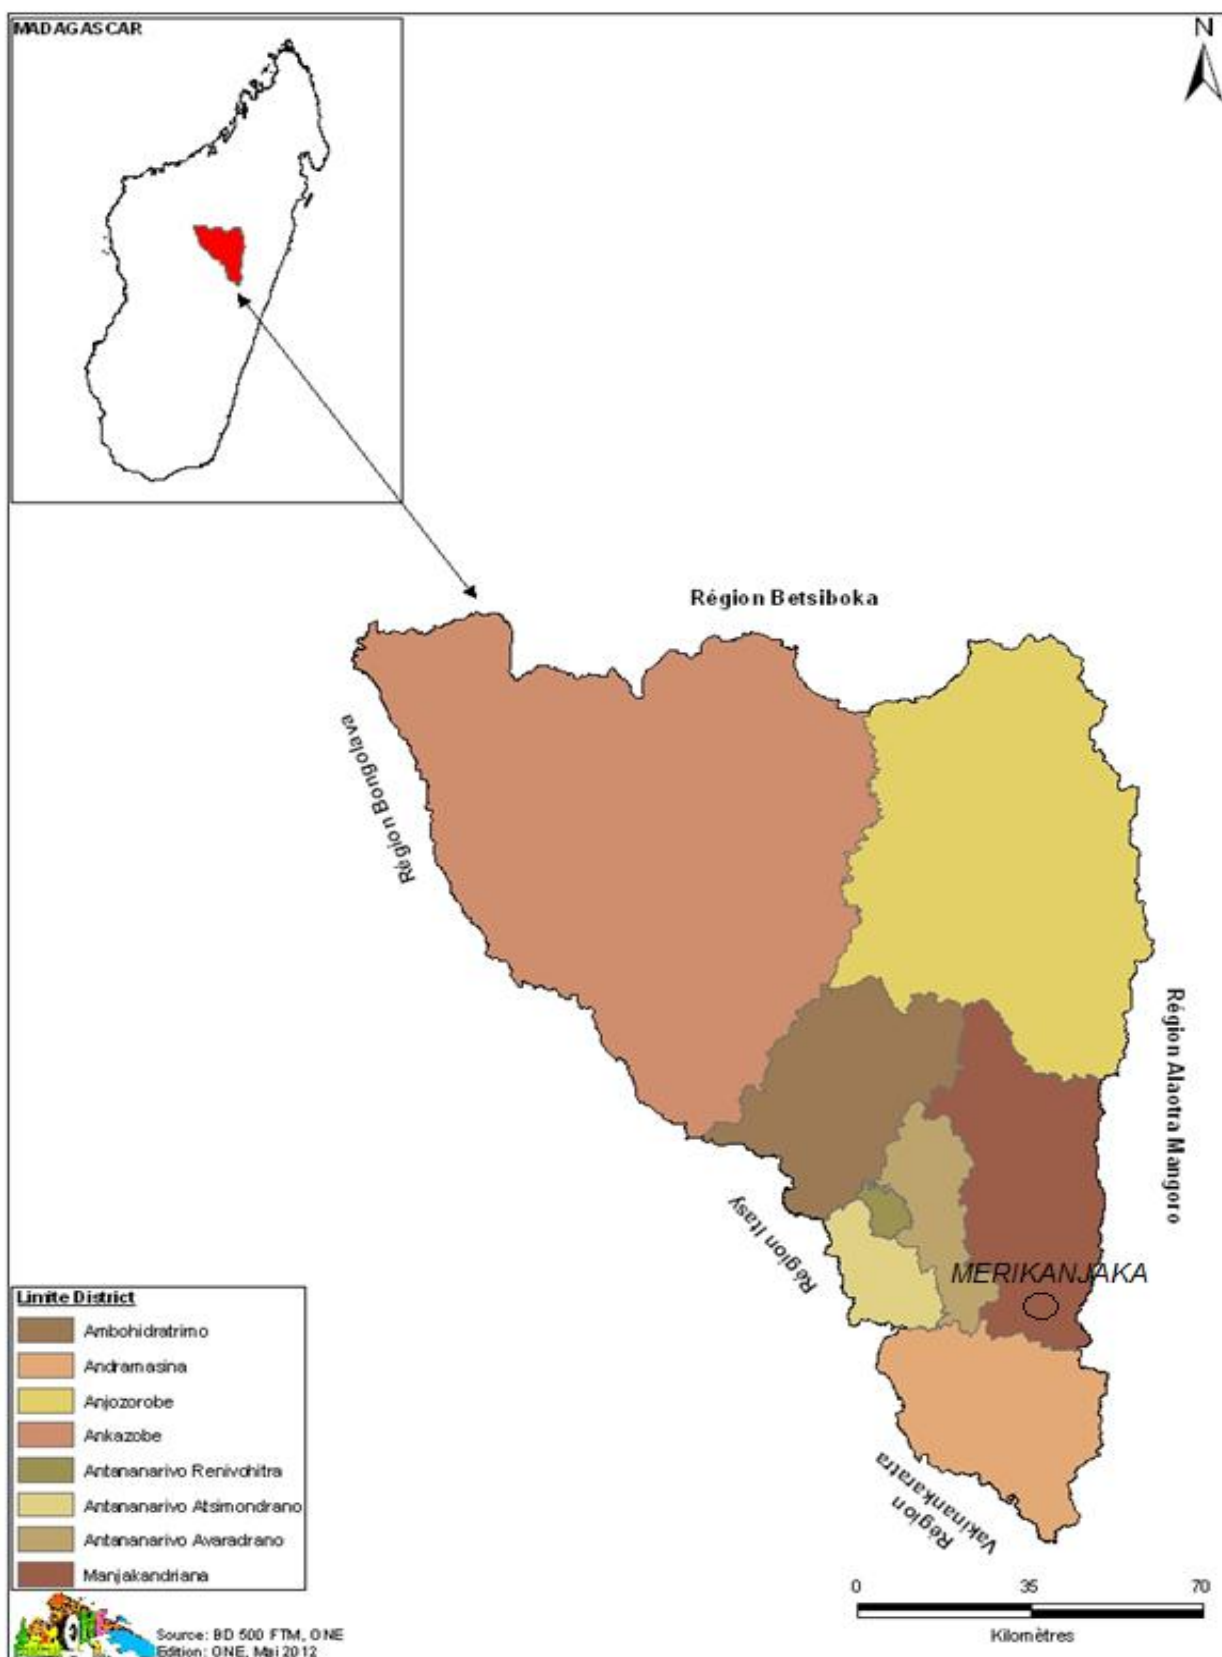 MADAGASCAR
N
Région Betsiboka
Région Bongolava
Région Alaotra Mangoro
Région Itasy
MERIKANJAKA
Région
Vakinankaratra
Limite District
Ambohidratrimo
Andramasina
Anjozorobe
Ankazobe
Antananarivo Renivohitra
Antananarivo Atsimondrano
Antananarivo Avaradrano
Manjakandriana
0 35 70
Kilomètres
Source: BD 500 FTM, ONE
Edition: ONE, Mai 2012